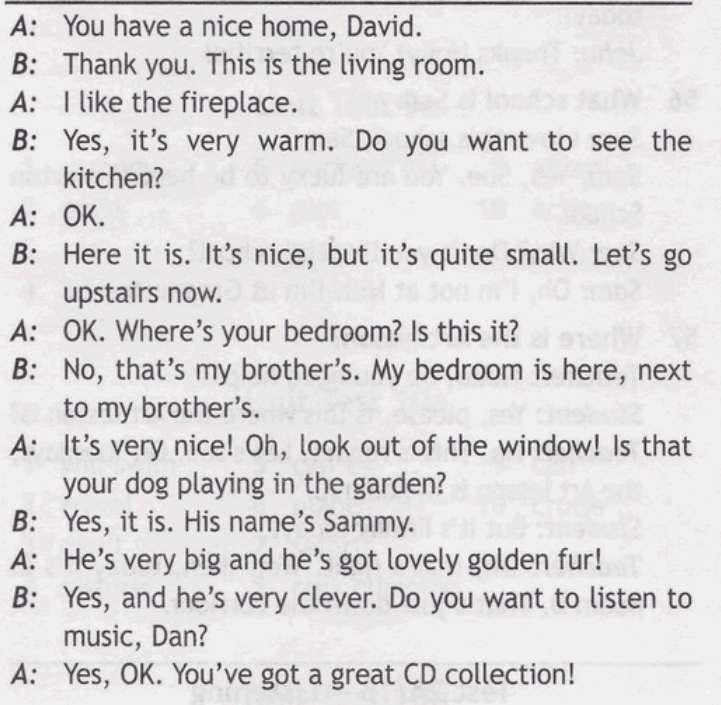 A: You have a nice home, David.
B: Thank you. This is the living room.
A: I like the fireplace.
B: Yes, it's very warm. Do you want to see the
kitchen?
A: OK.
B: Here it is. It's nice, but it's quite small. Let's go
upstairs now.
A: OK. Where's your bedroom? Is this it?
B: No, that's my brother's. My bedroom is here, next
to my brother's.
A: It's very nice! Oh, look out of the window! Is that
your dog playing in the garden?
B: Yes, it is. His name's Sammy.
A: He's very big and he's got lovely golden fur!
B: Yes, and he's very clever. Do you want to listen to
music, Dan?
A: Yes, OK. You've got a great CD collection!